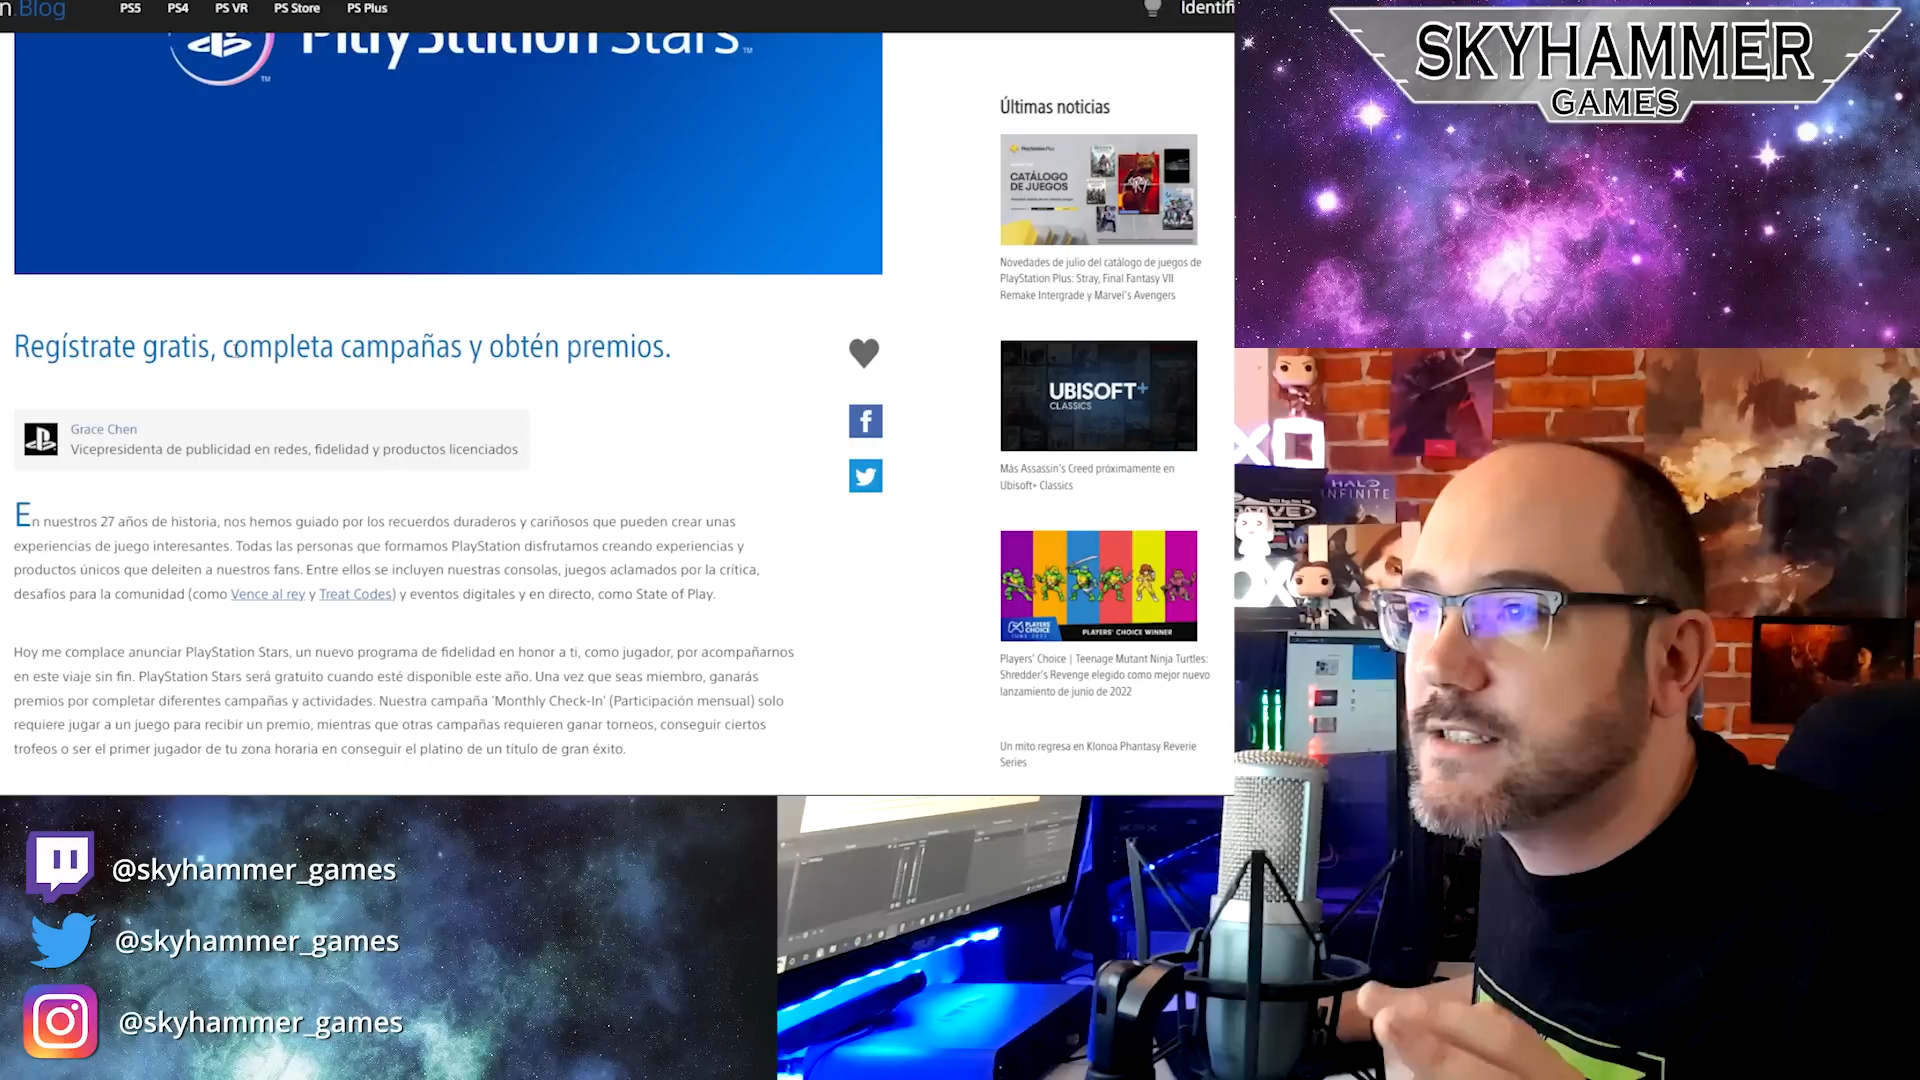 n.Blog
PS5
PS4
PS VR
PS Store
PS Plus
Identifi
PlayStation Stars™
TM
Regístrate gratis, completa campañas y obtén premios.
Grace Chen
Vicepresidenta de publicidad en redes, fidelidad y productos licenciados
En nuestros 27 años de historia, nos hemos guiado por los recuerdos duraderos y cariñosos que pueden crear unas
experiencias de juego interesantes. Todas las personas que formamos PlayStation disfrutamos creando experiencias y
productos únicos que deleiten a nuestros fans. Entre ellos se incluyen nuestras consolas, juegos aclamados por la crítica,
desafíos para la comunidad (como Vence al rey y Treat Codes) y eventos digitales y en directo, como State of Play.
Hoy me complace anunciar PlayStation Stars, un nuevo programa de fidelidad en honor a ti, como jugador, por acompañarnos
en este viaje sin fin. PlayStation Stars será gratuito cuando esté disponible este año. Una vez que seas miembro, ganarás
premios por completar diferentes campañas y actividades. Nuestra campaña 'Monthly Check-In' (Participación mensual) solo
requiere jugar a un juego para recibir un premio, mientras que otras campañas requieren ganar torneos, conseguir ciertos
trofeos o ser el primer jugador de tu zona horaria en conseguir el platino de un título de gran éxito.
Últimas noticias
PlayStation Plus
CATÁLOGO
DE JUEGOS
Novedades de julio del catálogo de juegos de
PlayStation Plus: Stray, Final Fantasy VII
Remake Intergrade y Marvel's Avengers
UBISOFT+
CLASSICS
Más Assassin's Creed próximamente en
Ubisoft+ Classics
PLAYERS'
CHOICE
JUNE 2022
PLAYERS' CHOICE WINNER
Players' Choice | Teenage Mutant Ninja Turtles:
Shredder's Revenge elegido como mejor nuevo
lanzamiento de junio de 2022
Un mito regresa en Klonoa Phantasy Reverie
Series
SKYHAMMER
GAMES
HALO
INFINITE
@skyhammer_games
@skyhammer_games
@skyhammer_games